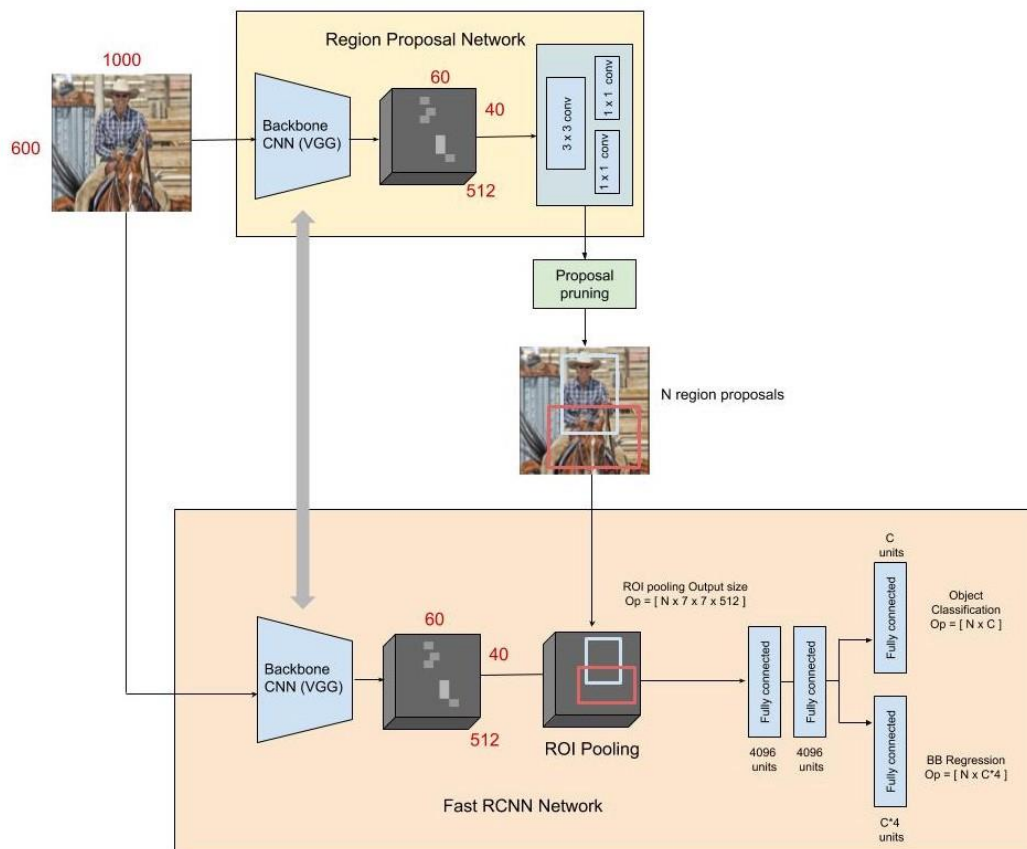 Region Proposal Network
1000
600
Backbone
CNN (VGG)
60
40
512
3 x 3 conv
1 x 1 conv
1 x 1 conv
Proposal
pruning
N region proposals
ROI pooling Output size
Op = [ N x 7 x 7 x 512 ]
Backbone
CNN (VGG)
60
40
512
ROI Pooling
Fully connected
4096
units
Fully connected
4096
units
C
units
Fully connected
Object
Classification
Op = [ N x C ]
Fully connected
C*4
units
BB Regression
Op = [ N x C*4 ]
Fast RCNN Network